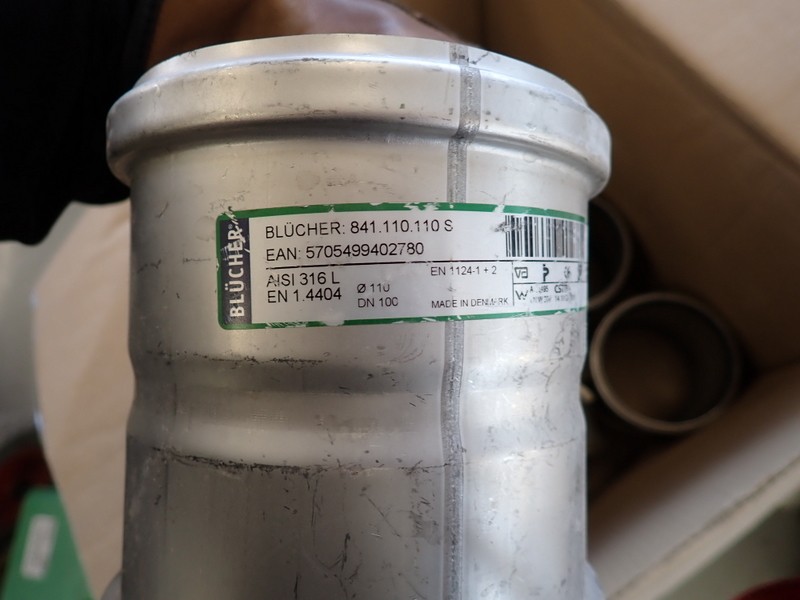 BLÜCHER
BLÜCHER: 841.110.110 S
EAN: 5705499402780
AISI 316 L
EN 1.4404
Ø 110
DN 100
EN 1124-1 + 2
MADE IN DENMARK